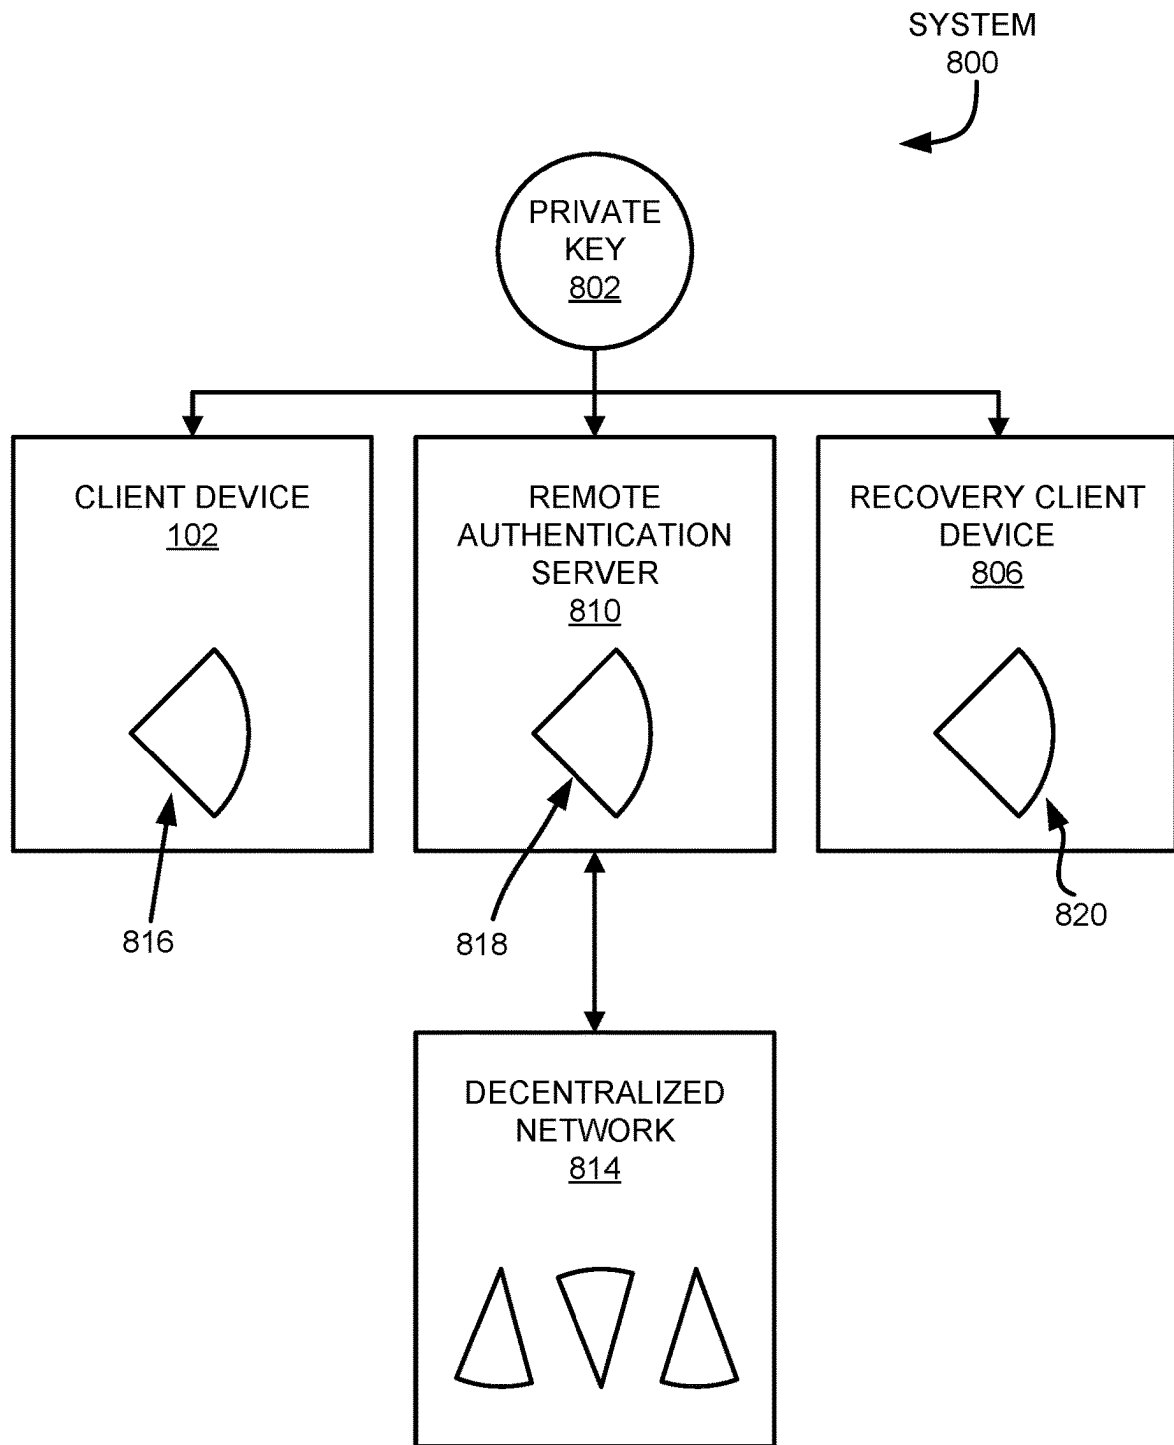 SYSTEM
800
PRIVATE
KEY
802
CLIENT DEVICE
102
REMOTE
AUTHENTICATION
SERVER
810
RECOVERY CLIENT
DEVICE
806
816
818
820
DECENTRALIZED
NETWORK
814